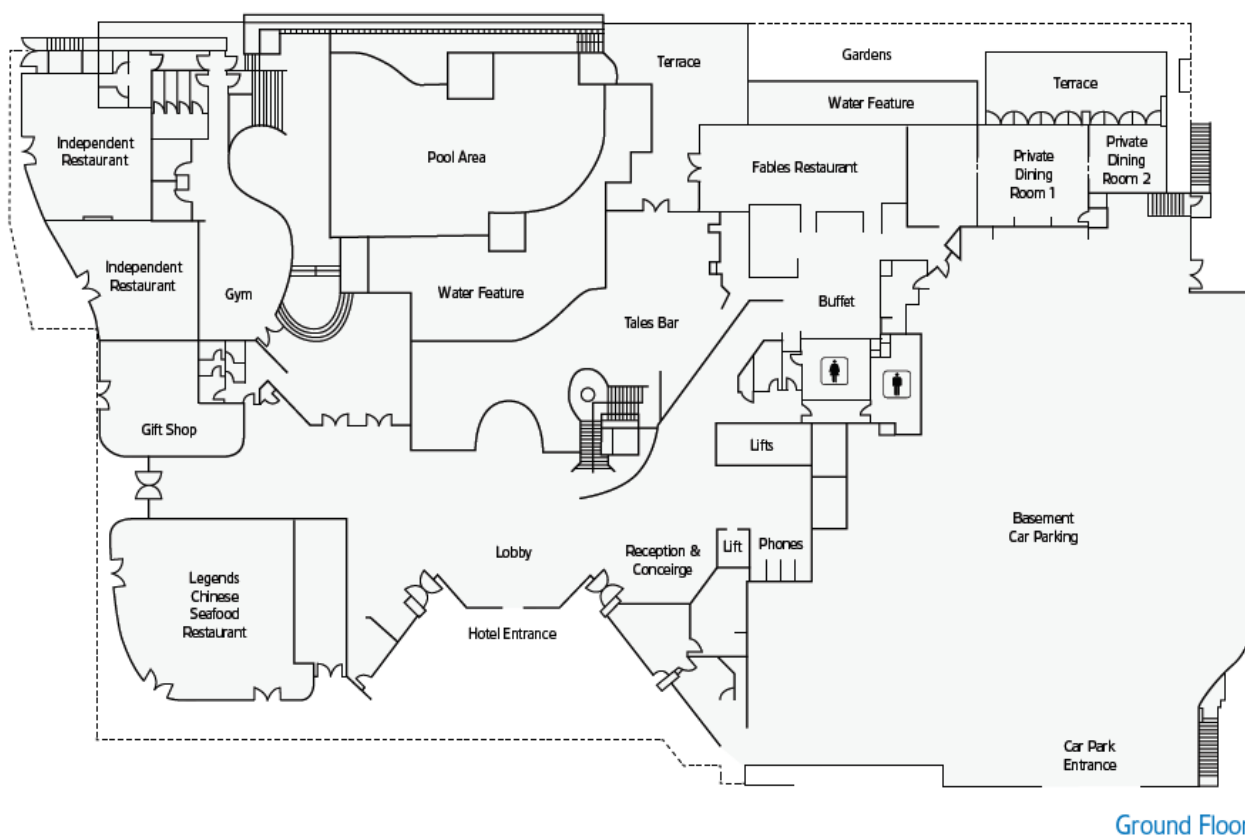 Terrace
Gardens
Terrace
Water Feature
Independent
Restaurant
Pool Area
Fables Restaurant
Private
Dining
Room 1
Private
Dining
Room 2
Independent
Restaurant
Gym
Water Feature
Buffet
Tales Bar
Gift Shop
Lifts
Basement
Car Parking
Lobby
Reception &
Conceirge
Lift
Phones
Legends
Chinese
Seafood
Restaurant
Hotel Entrance
Car Park
Entrance
Ground Floor